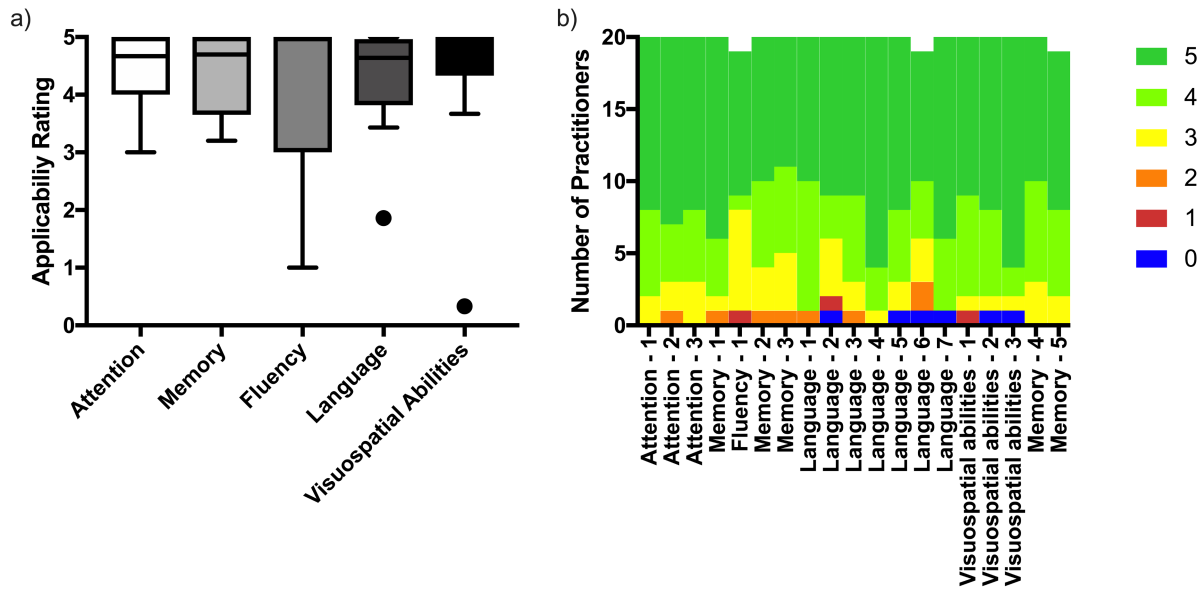 a)
Applicabiliy Rating
5
4
3
2
1
0
Attention
Memory
Fluency
Language
Visuospatial Abilities
b)
Number of Practitioners
20
15
10
5
0
Attention - 1
Attention - 2
Attention - 3
Memory - 1
Fluency - 1
Memory - 2
Memory - 3
Language - 1
Language - 2
Language - 3
Language - 4
Language - 5
Language - 6
Language - 7
Visuospatial abilities - 1
Visuospatial abilities - 2
Visuospatial abilities - 3
Memory - 4
Memory - 5
5
4
3
2
1
0